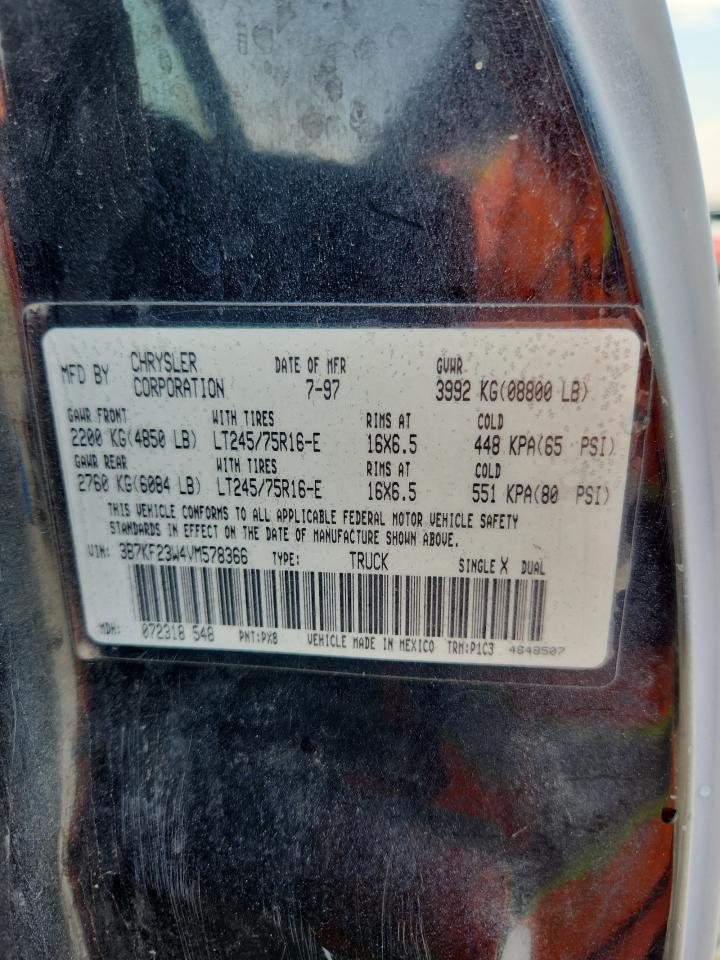 MFD BY CHRYSLER CORPORATION DATE OF MFR 7-97 GVWR 3992 KG(08800 LB)
GAWR FRONT WITH TIRES RIMS AT COLD
2200 KG(4850 LB) LT245/75R16-E 16X6.5 448 KPA(65 PSI)
GAWR REAR WITH TIRES RIMS AT COLD
2760 KG(6084 LB) LT245/75R16-E 16X6.5 551 KPA(80 PSI)
THIS VEHICLE CONFORMS TO ALL APPLICABLE FEDERAL MOTOR VEHICLE SAFETY
STANDARDS IN EFFECT ON THE DATE OF MANUFACTURE SHOWN ABOVE.
VIN: 3B7KF23W4VM578366 TYPE: TRUCK SINGLE X DUAL
MDH: 072318 548 PNT:PX8 VEHICLE MADE IN MEXICO TRM:P1C3 4848507